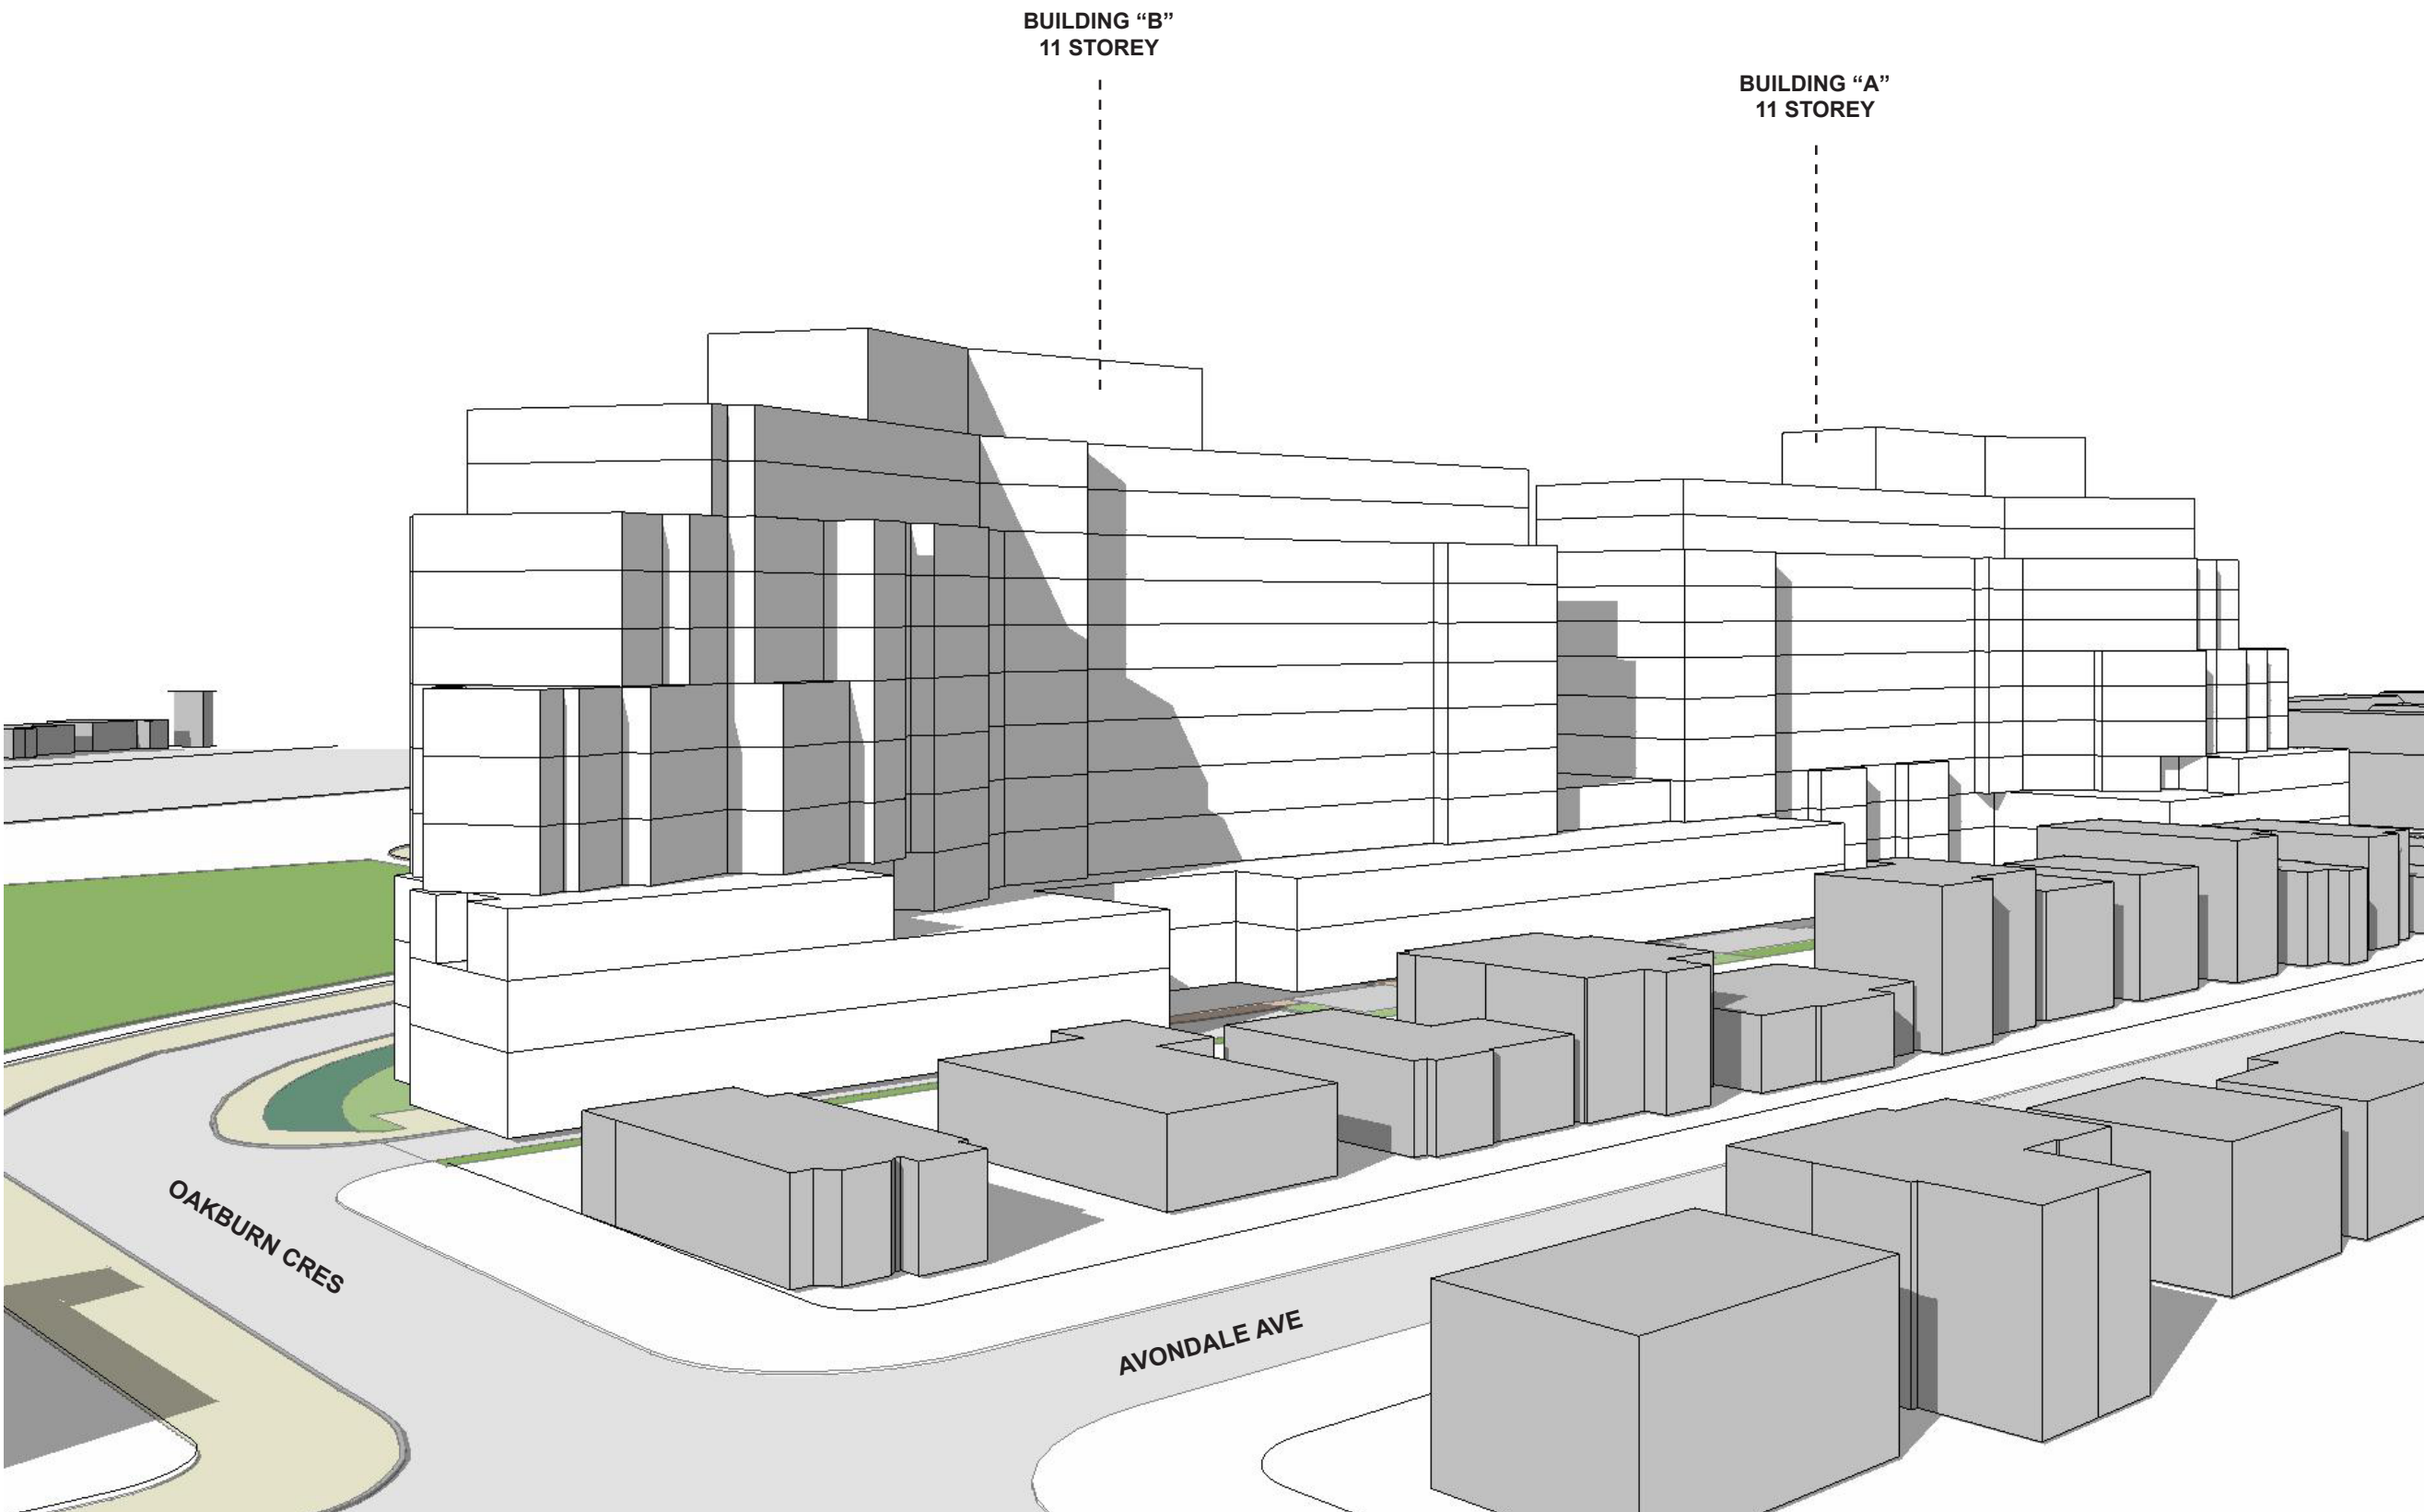 BUILDING “B”
11 STOREY
BUILDING “A”
11 STOREY
OAKBURN CRES
AVONDALE AVE